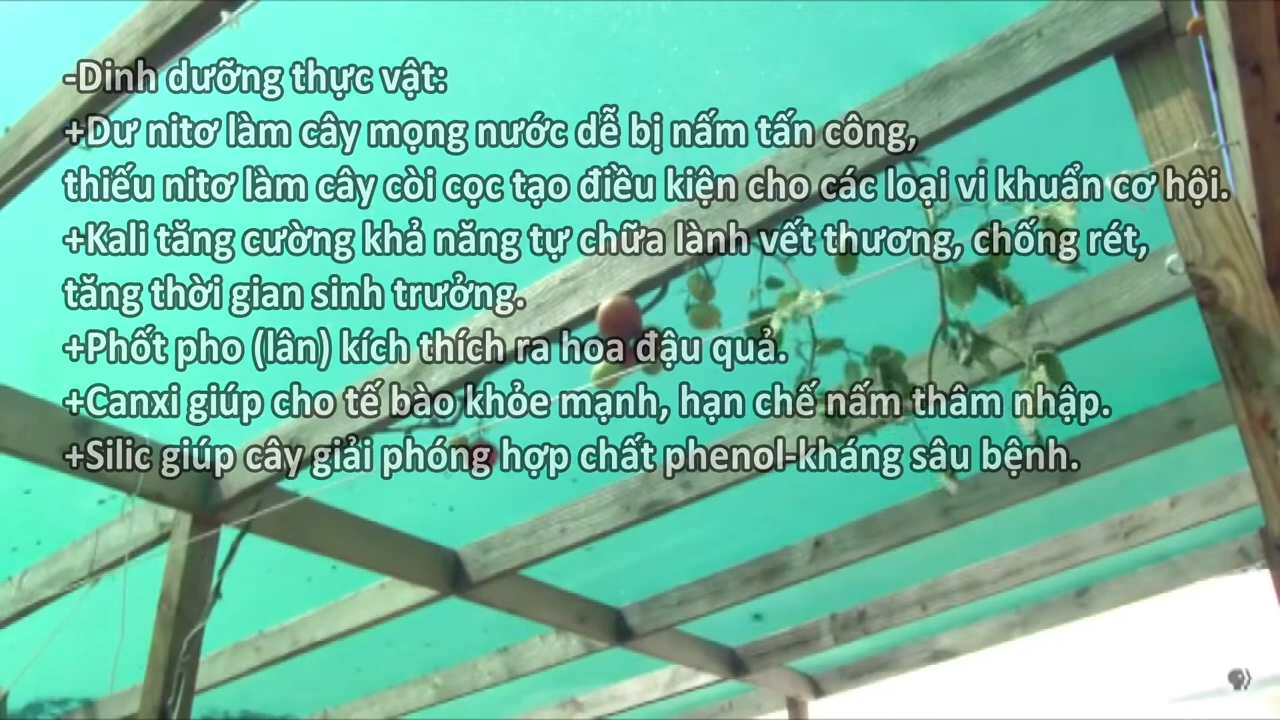 -Dinh dưỡng thực vật:
+Dư nitơ làm cây mọng nước dễ bị nấm tấn công,
thiếu nitơ làm cây còi cọc tạo điều kiện cho các loại vi khuẩn cơ hội.
+Kali tăng cường khả năng tự chữa lành vết thương, chống rét,
tăng thời gian sinh trưởng.
+Phốt pho (lân) kích thích ra hoa đậu quả.
+Canxi giúp cho tế bào khỏe mạnh, hạn chế nấm thâm nhập.
+Silic giúp cây giải phóng hợp chất phenol-kháng sâu bệnh.